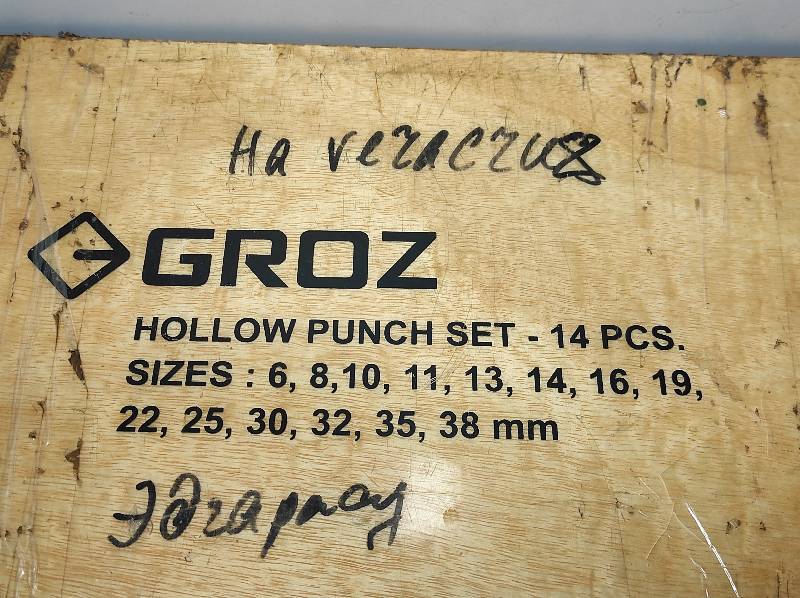 На
GROZ
HOLLOW PUNCH SET - 14 PCS.
SIZES : 6, 8,10, 11, 13, 14, 16, 19,
22, 25, 30, 32, 35, 38 mm